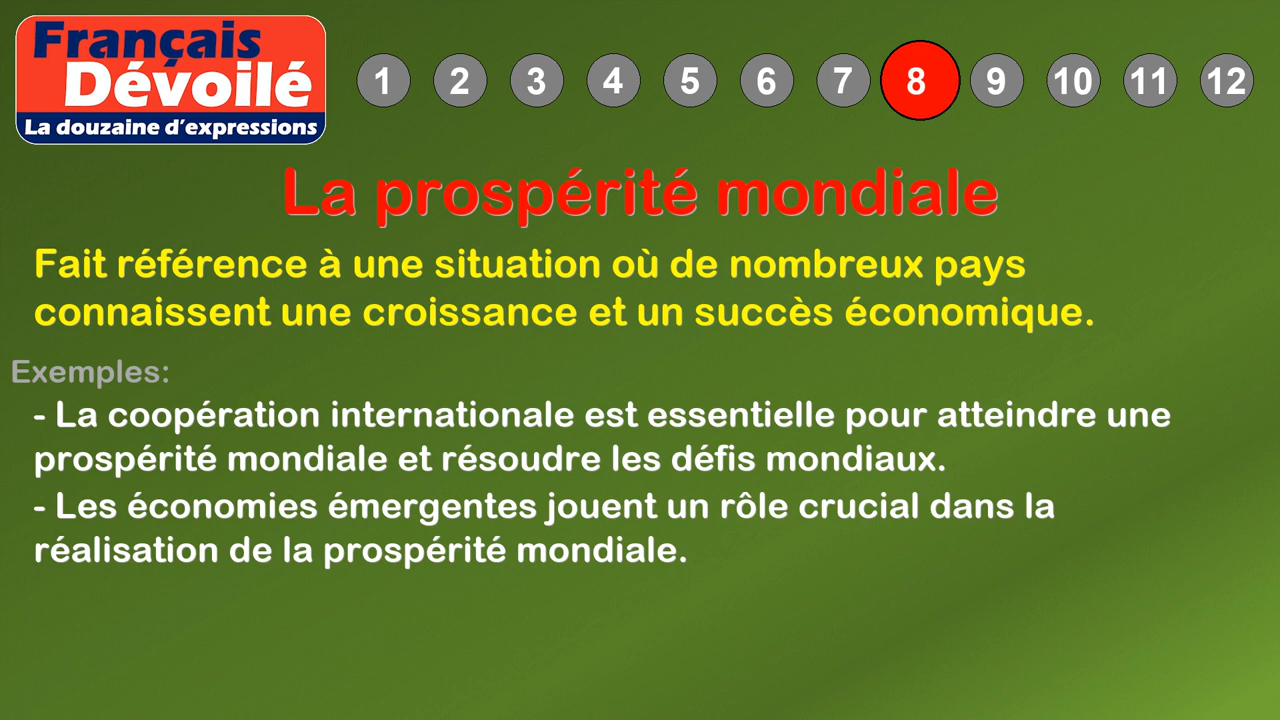 Français
Dévoilé
La douzaine d'expressions
1 2 3 4 5 6 7 8 9 10 11 12
La prospérité mondiale
Fait référence à une situation où de nombreux pays
connaissent une croissance et un succès économique.
Exemples:
- La coopération internationale est essentielle pour atteindre une
prospérité mondiale et résoudre les défis mondiaux.
- Les économies émergentes jouent un rôle crucial dans la
réalisation de la prospérité mondiale.